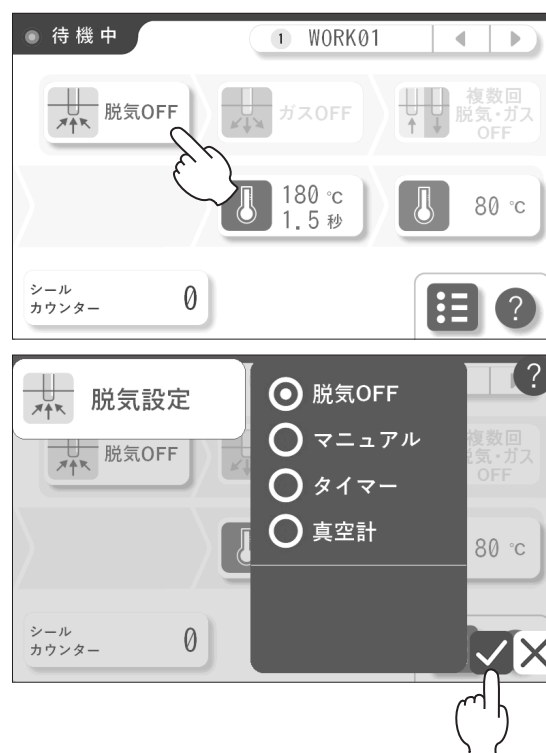 待機中
1 WORK01
脱気OFF
ガスOFF
複数回
脱気・ガス
OFF
180 ℃
1.5 秒
80 ℃
シール
カウンター
0
?
脱気設定
脱気OFF
マニュアル
タイマー
真空計
?
脱気OFF
複数回
脱気・ガス
OFF
80 ℃
シール
カウンター
0